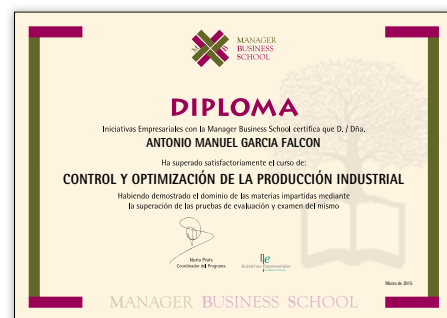 MANAGER
BUSINESS
SCHOOL
DIPLOMA
Iniciativas Empresariales con la Manager Business School certifica que D. / Dña.
ANTONIO MANUEL GARCIA FALCON
Ha superado satisfactoriamente el curso de:
CONTROL Y OPTIMIZACIÓN DE LA PRODUCCIÓN INDUSTRIAL
Habiendo demostrado el dominio de las materias impartidas mediante
la superación de las pruebas de evaluación y examen del mismo
Nuria Prats
Coordinador del Programa
Iniciativas Empresariales
Marzo de 2015
MANAGER BUSINESS SCHOOL